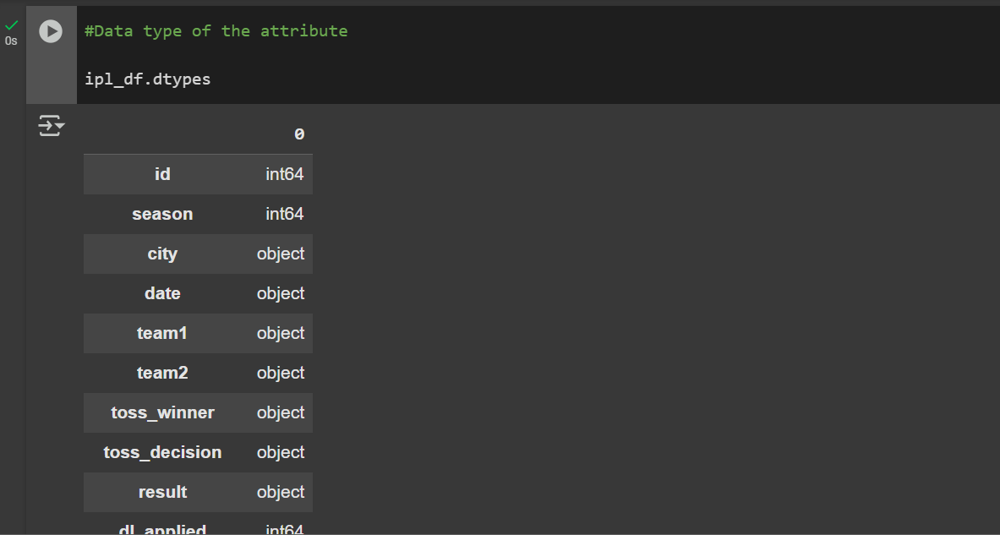 0s
#Data type of the attribute
ipl_df.dtypes
0
id int64
season int64
city object
date object
team1 object
team2 object
toss_winner object
toss_decision object
result object
dl_applied int64